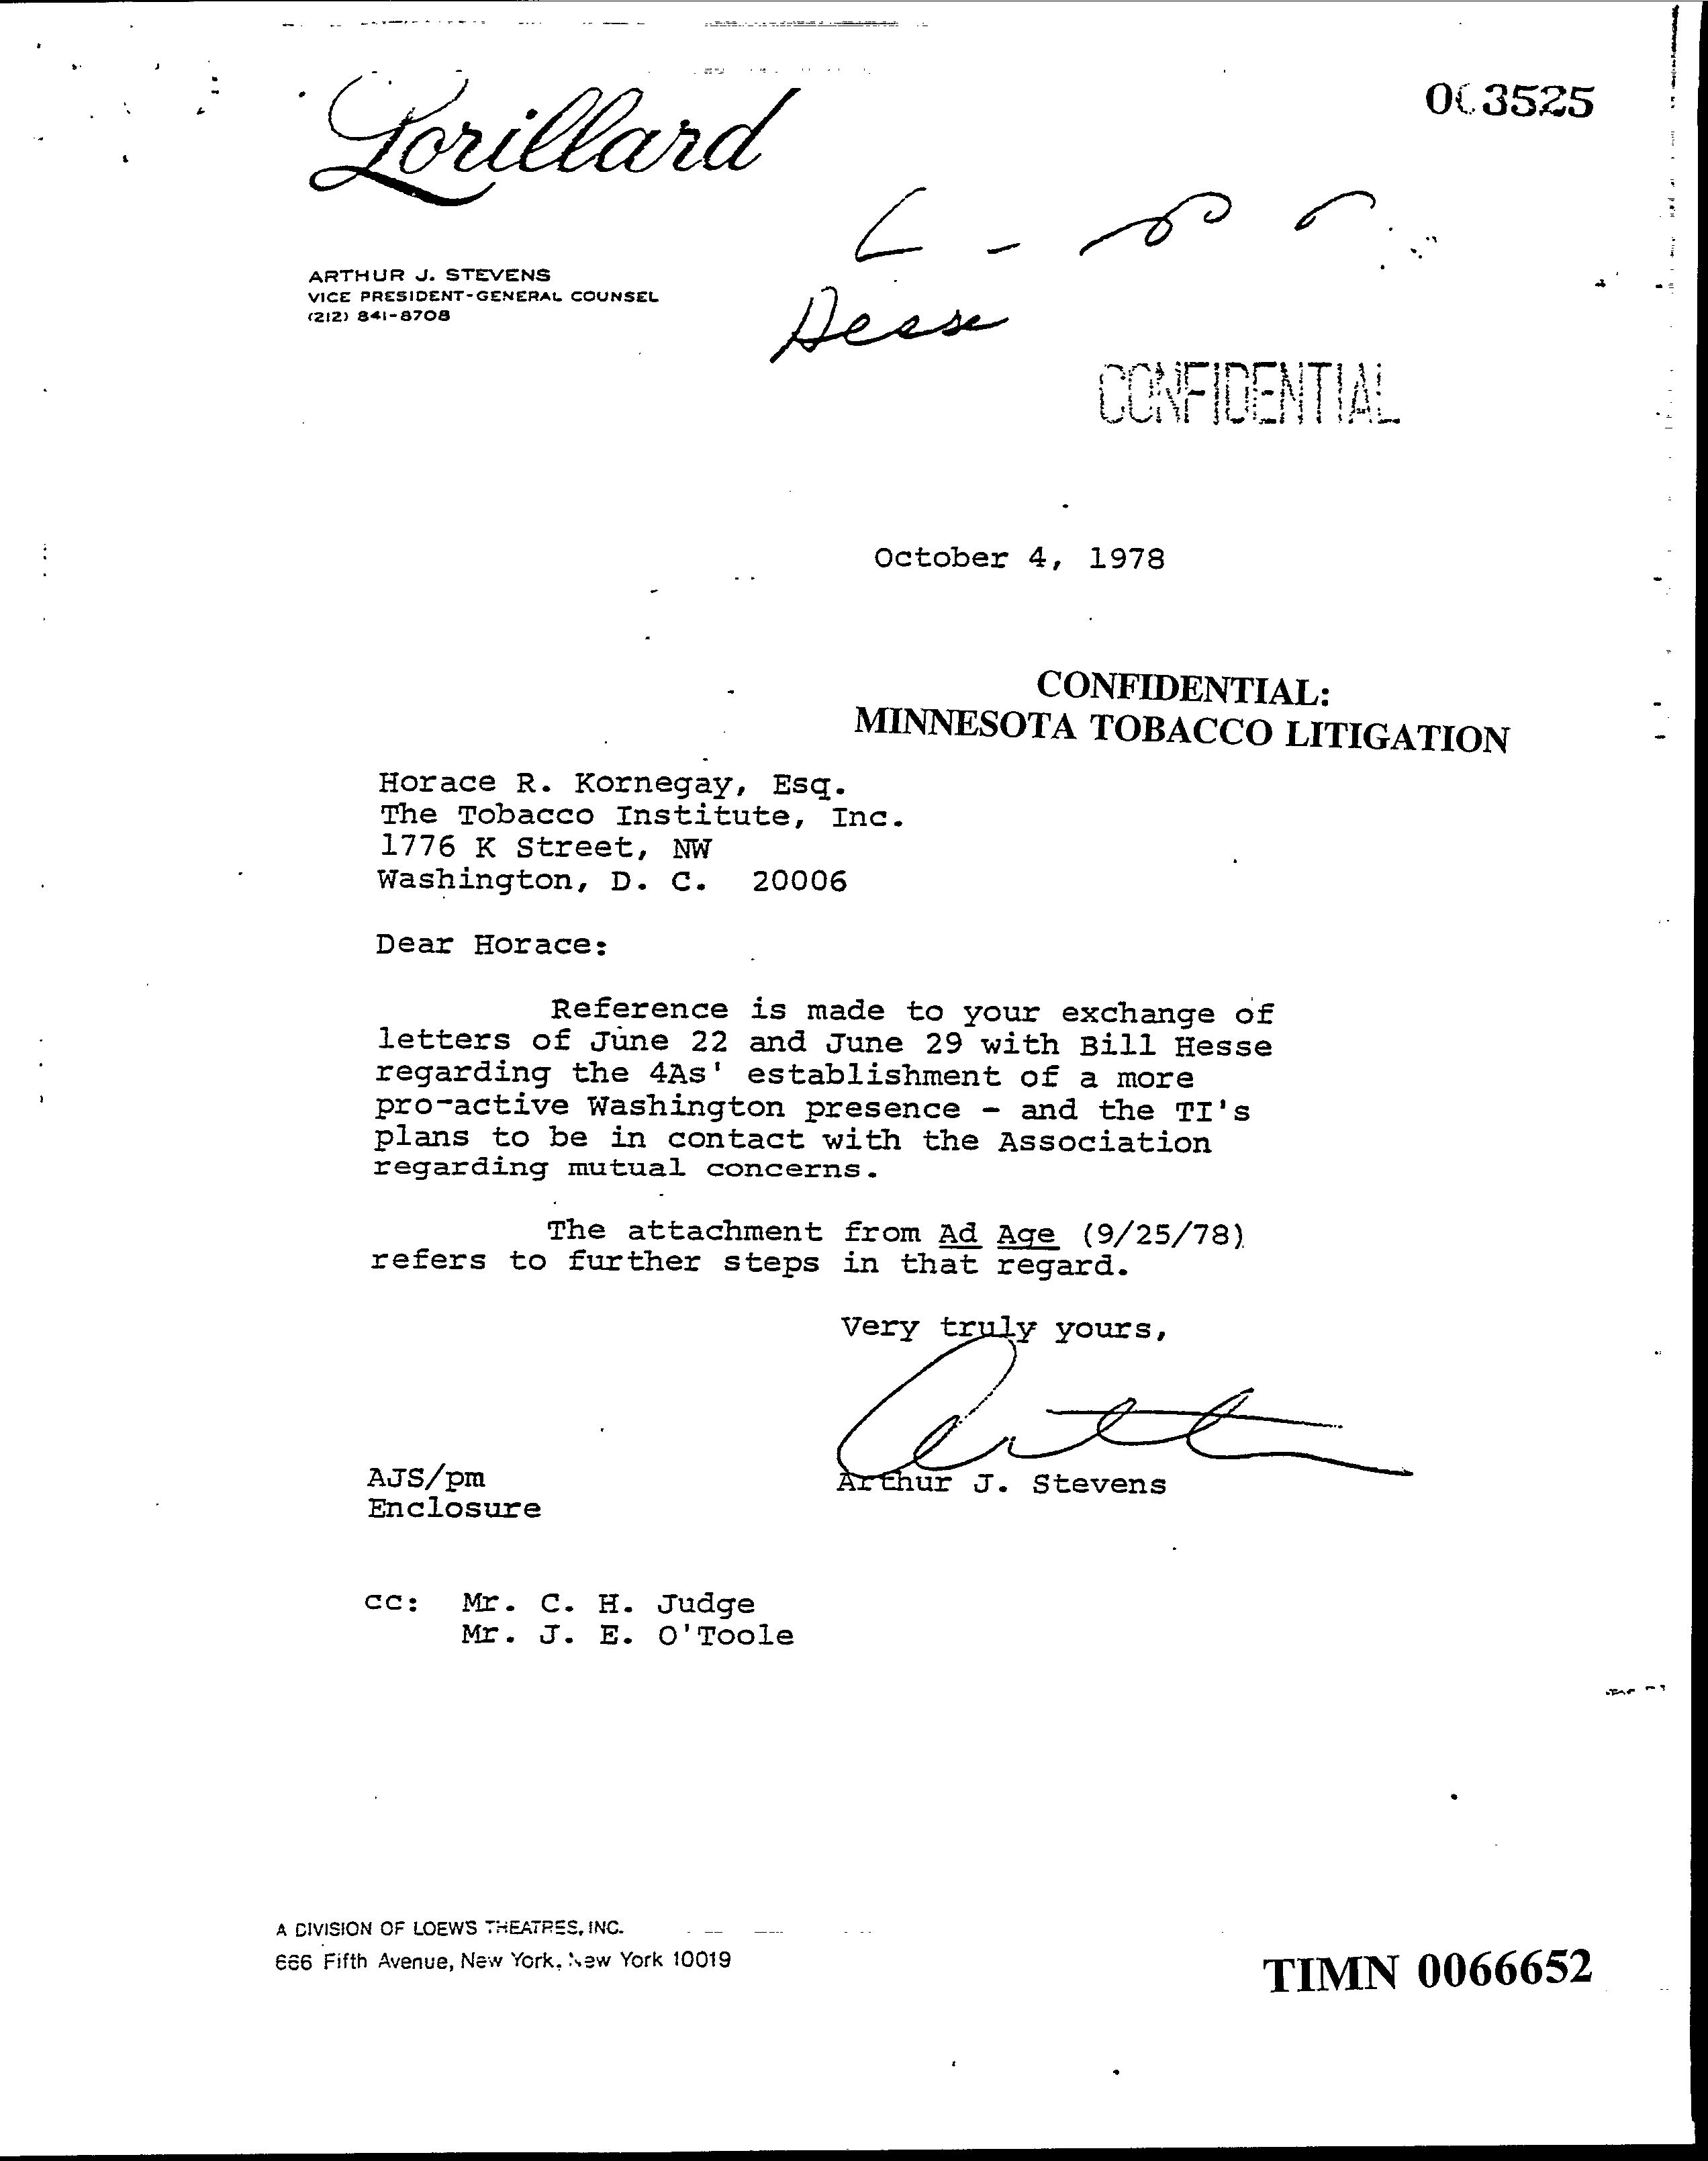 Lorillard
ARTHUR J. STEVENS
VICE PRESIDENT-GENERAL COUNSEL
(212) 841-8708
Hesse
CONFIDENTIAL
October 4, 1978
CONFIDENTIAL:
MINNESOTA TOBACCO LITIGATION
Horace R. Kornegay, Esq.
The Tobacco Institute, Inc.
1776 K Street, NW
Washington, D. C. 20006
Dear Horace:
Reference is made to your exchange of
letters of June 22 and June 29 with Bill Hesse
regarding the 4As' establishment of a more
pro-active Washington presence - and the TI's
plans to be in contact with the Association
regarding mutual concerns.
The attachment from Ad Age (9/25/78)
refers to further steps in that regard.
Very truly yours,
Arthur J. Stevens
AJS/pm
Enclosure
cc: Mr. C. H. Judge
Mr. J. E. O'Toole
A DIVISION OF LOEWS THEATRES, INC.
666 Fifth Avenue, New York, New York 10019
TIMN 0066652